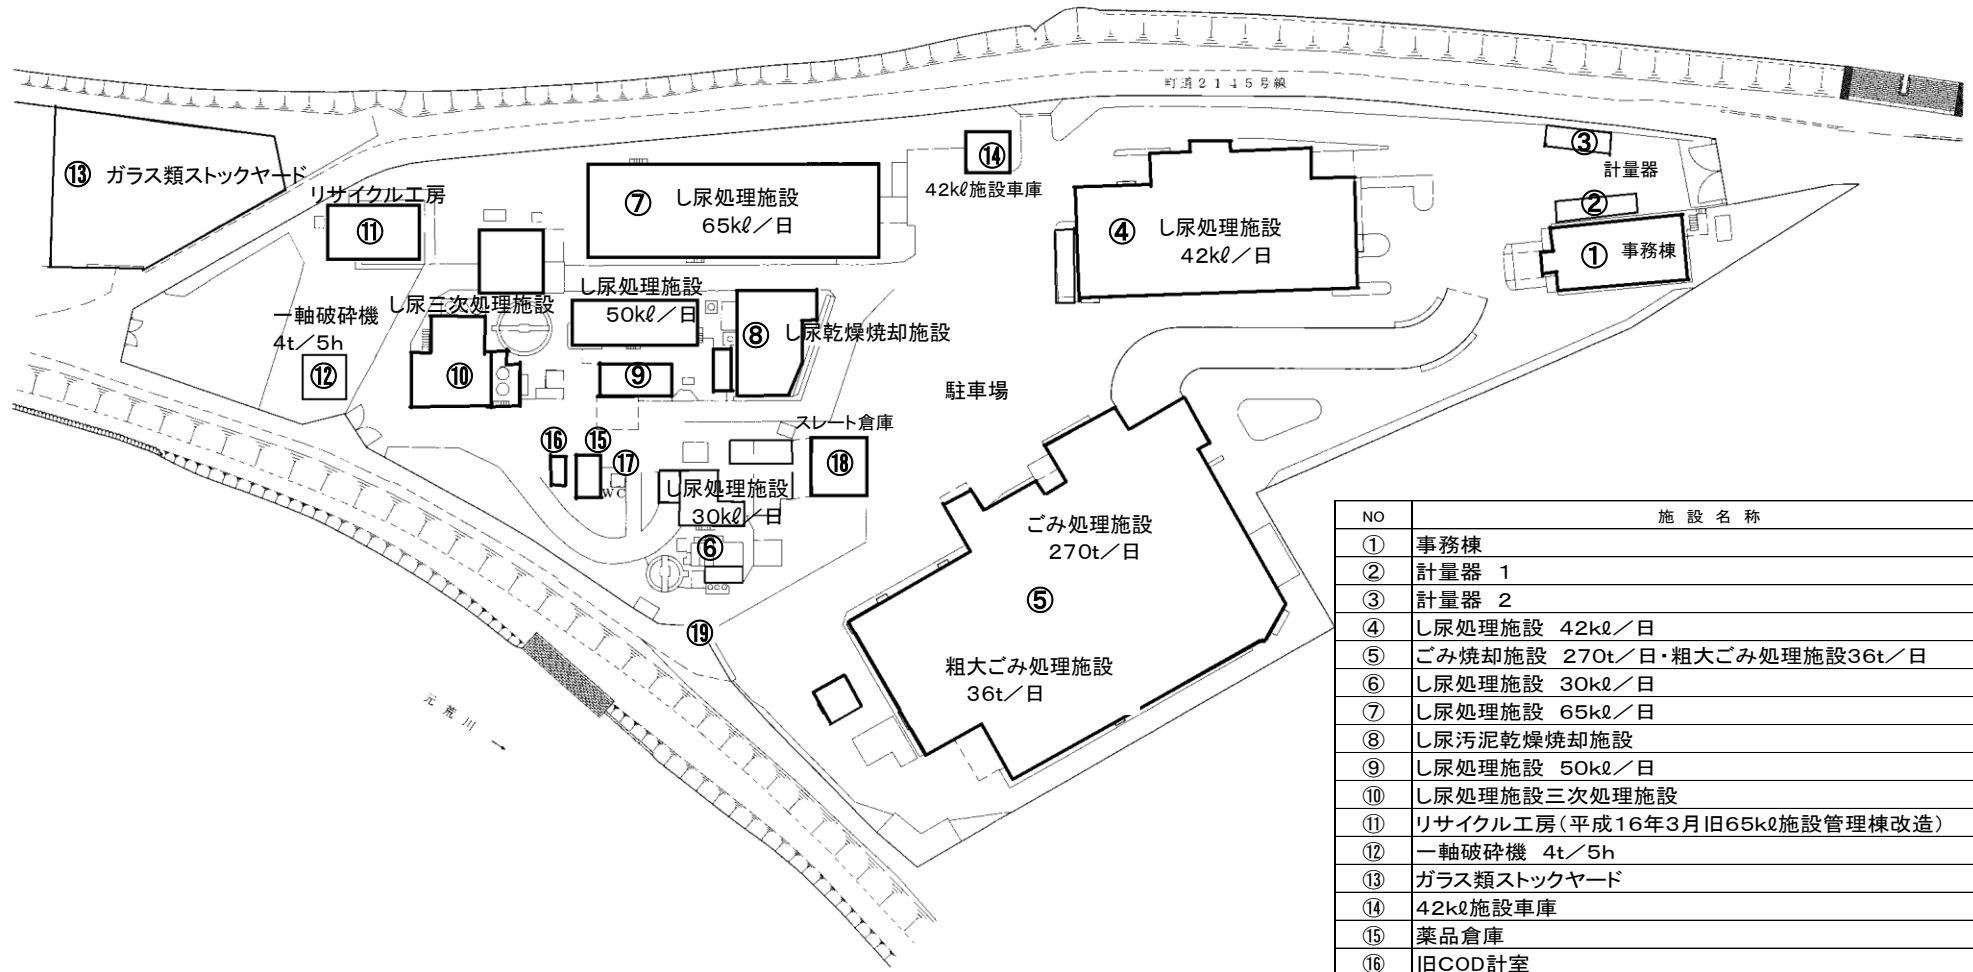 町道2145号線
⑬ ガラス類ストックヤード
リサイクル工房
⑪
⑦ し尿処理施設
65kℓ／日
⑭
42kℓ施設車庫
④ し尿処理施設
42kℓ／日
③
計量器
②
① 事務棟
一軸破砕機
4t／5h
⑫
し尿三次処理施設
⑩
し尿処理施設
50kℓ／日
⑨
⑧ し尿乾燥焼却施設
駐車場
スレート倉庫
⑱
⑯ ⑮ ⑰
WC
し尿処理施設
30kℓ／日
⑥
⑲
ごみ処理施設
270t／日
⑤
粗大ごみ処理施設
36t／日
元荒川
→
NO 施設名称
① 事務棟
② 計量器 1
③ 計量器 2
④ し尿処理施設 42kℓ／日
⑤ ごみ焼却施設 270t／日・粗大ごみ処理施設36t／日
⑥ し尿処理施設 30kℓ／日
⑦ し尿処理施設 65kℓ／日
⑧ し尿汚泥乾燥焼却施設
⑨ し尿処理施設 50kℓ／日
⑩ し尿処理施設三次処理施設
⑪ リサイクル工房（平成16年3月旧65kℓ施設管理棟改造）
⑫ 一軸破砕機 4t／5h
⑬ ガラス類ストックヤード
⑭ 42kℓ施設車庫
⑮ 薬品倉庫
⑯ 旧COD計室